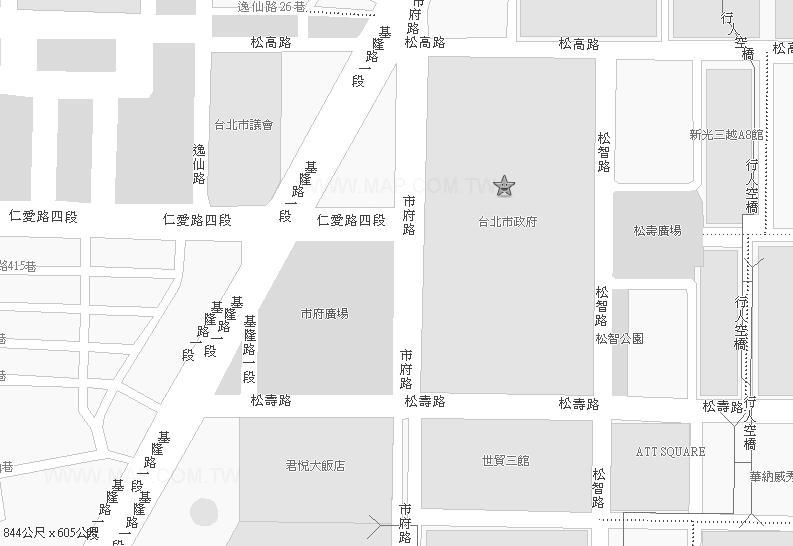 逸仙路26巷
市府路
行人空橋
松高路
松高路
松高路
松高
基隆路一段
台北市議會
新光三越A8館
逸仙路
松智路
基隆路一段
行人空橋
WWW.MAP.COM.TW
仁愛路四段
仁愛路四段
仁愛路四段
市府路
台北市政府
松壽廣場
路415巷
基隆路一段
基隆路一段
基隆路一段
市府廣場
松智路
行人空橋
松智公園
巷
市府路
巷
松壽路
松壽路
松壽路
松壽路
行人空橋
基隆路一段
君悅大飯店
世貿三館
ATT SQUARE
巷
WWW.MAP.COM.TW
松智路
華納威秀
基隆路一段
基隆路一段
市府路
844公尺 x 605公尺